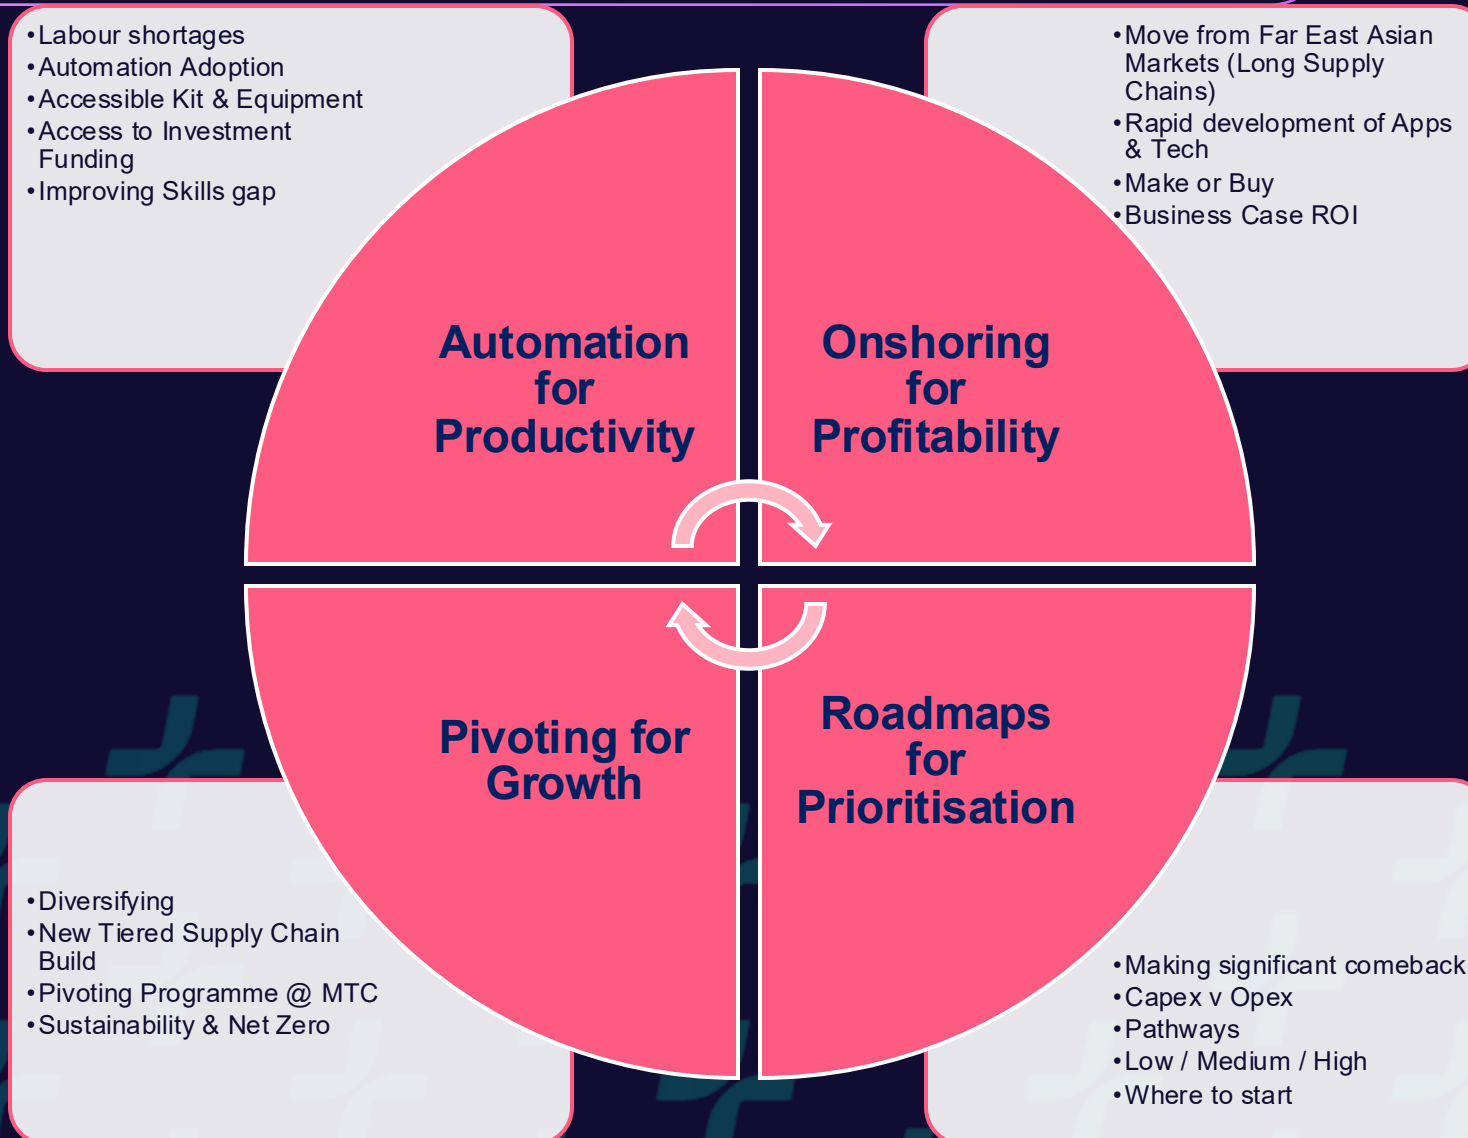 •Labour shortages
•Automation Adoption
•Accessible Kit & Equipment
•Access to Investment
Funding
•Improving Skills gap
•Move from Far East Asian
Markets (Long Supply
Chains)
•Rapid development of Apps
& Tech
•Make or Buy
•Business Case ROI
Automation
for
Productivity
Onshoring
for
Profitability
Pivoting for
Growth
Roadmaps
for
Prioritisation
•Diversifying
•New Tiered Supply Chain
Build
•Pivoting Programme @ MTC
•Sustainability & Net Zero
•Making significant comeback
•Capex v Opex
•Pathways
•Low / Medium / High
•Where to start